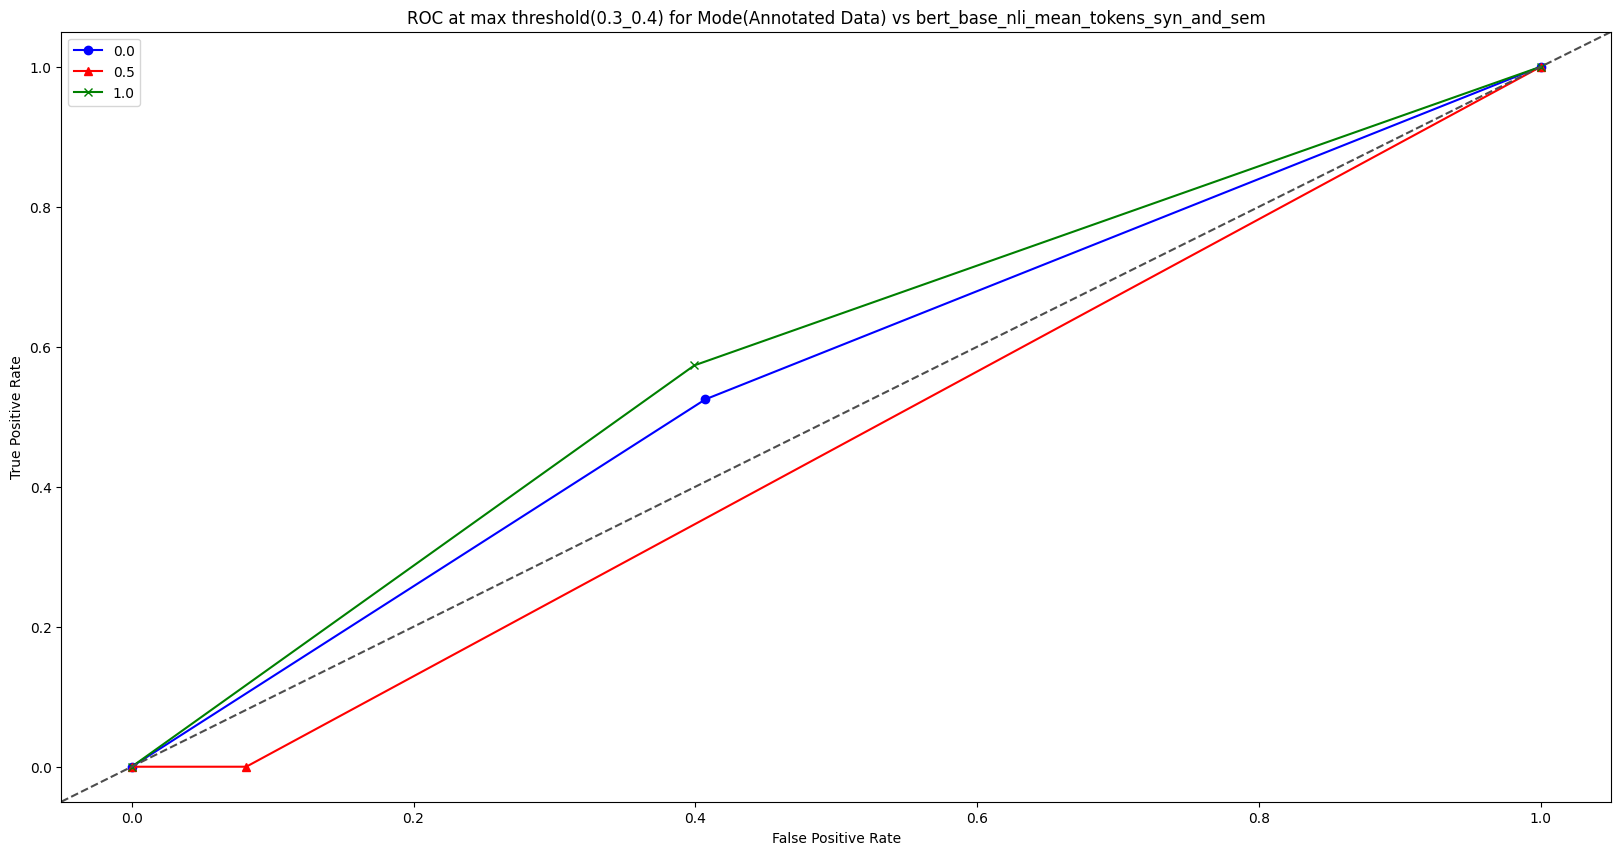 ROC at max threshold(0.3_0.4) for Mode(Annotated Data) vs bert_base_nli_mean_tokens_syn_and_sem
0.0
0.5
1.0
True Positive Rate
1.0
0.8
0.6
0.4
0.2
0.0
0.0 0.2 0.4 0.6 0.8 1.0
False Positive Rate